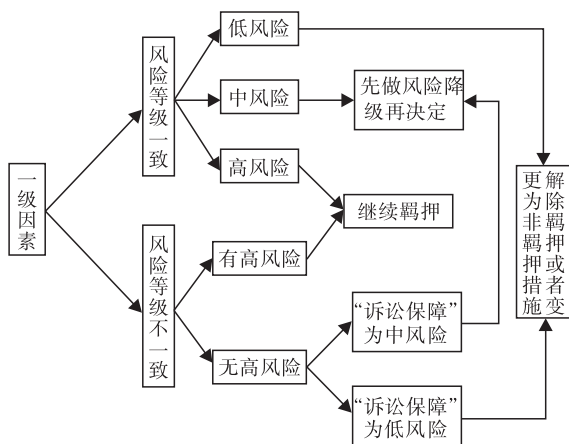 一级因素
风险等级一致
低风险
中风险
高风险
先做风险降
级再决定
继续羁押
风险等级不一致
有高风险
无高风险
“诉讼保障”
为中风险
“诉讼保障”
为低风险
解除羁押或者变
更为非羁押措施